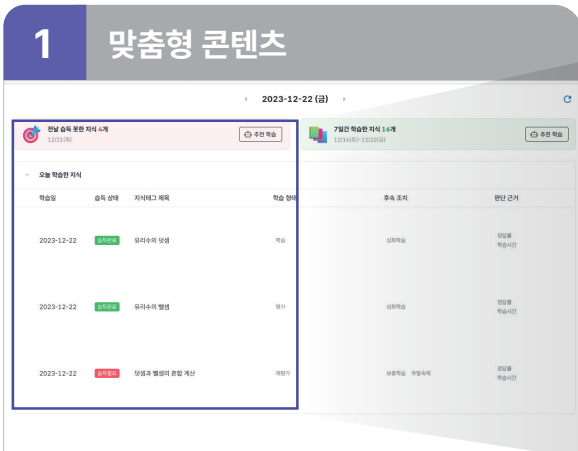 1 맞춤형 콘텐츠
‹ 2023-12-22 (금) ›
전날 습득 못한 지식 4개
12/21(목)
추천 학습
7일간 학습한 지식 16개
12/16(토)~12/22(금)
추천 학습
오늘 학습한 지식
학습일 습득 상태 지식태그 제목 학습 형태 후속 조치 판단 근거
2023-12-22 습득완료 유리수의 덧셈 학습 심화학습 정답률
학습시간
2023-12-22 습득완료 유리수의 뺄셈 평가 심화학습 정답률
학습시간
2023-12-22 습득필요 덧셈과 뺄셈의 혼합 계산 재평가 보충학습 주말숙제 정답률
학습시간